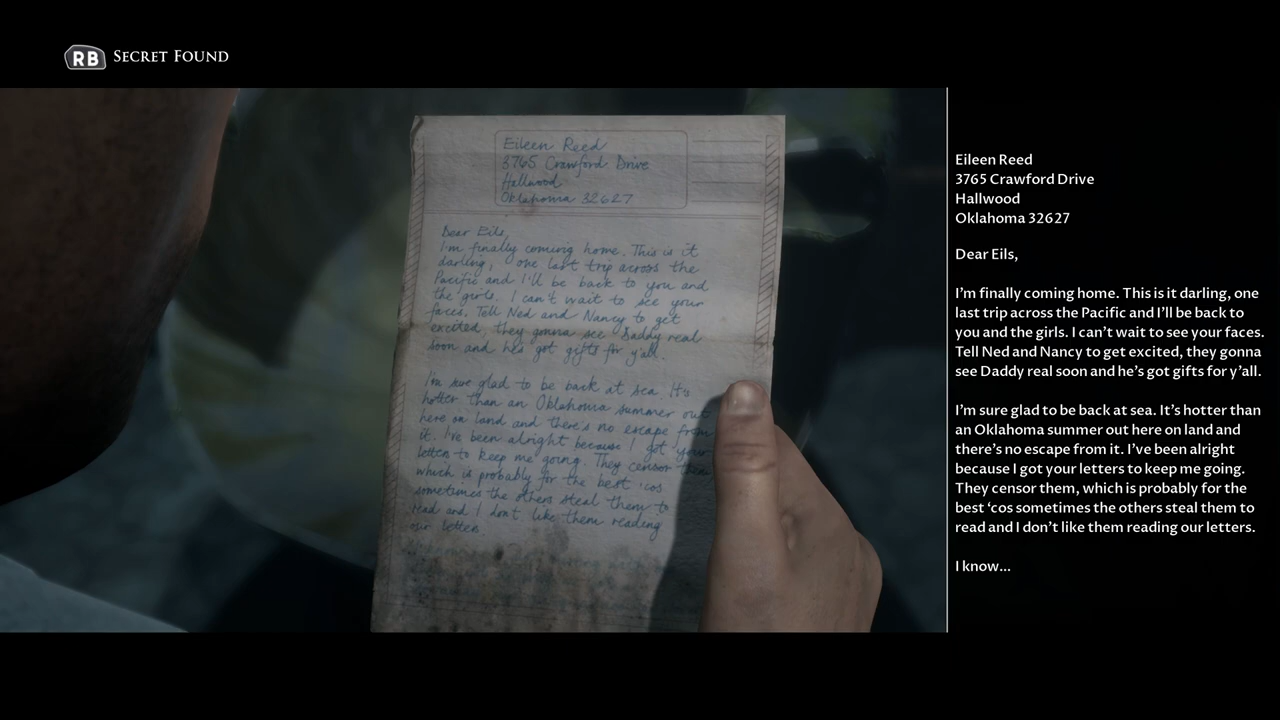 RB Secret Found
Eileen Reed
3765 Crawford Drive
Hallwood
Oklahoma 32627
Dear Eils,
I'm finally coming home. This is it
darling, one last trip across the
Pacific and I'll be back to you and
the girls. I can't wait to see your
faces. Tell Ned and Nancy to get
excited, they gonna see Daddy real
soon and he's got gifts for y'all.
I'm sure glad to be back at sea. It's
hotter than an Oklahoma summer out
here on land and there's no escape from
it. I've been alright because I got your
letters to keep me going. They censor them
which is probably for the best 'cos
sometimes the others steal them to
read and I don't like them reading
our letters
Eileen Reed
3765 Crawford Drive
Hallwood
Oklahoma 32627
Dear Eils,
I'm finally coming home. This is it darling, one
last trip across the Pacific and I'll be back to
you and the girls. I can't wait to see your faces.
Tell Ned and Nancy to get excited, they gonna
see Daddy real soon and he's got gifts for y'all.
I'm sure glad to be back at sea. It's hotter than
an Oklahoma summer out here on land and
there's no escape from it. I've been alright
because I got your letters to keep me going.
They censor them, which is probably for the
best 'cos sometimes the others steal them to
read and I don't like them reading our letters.
I know...